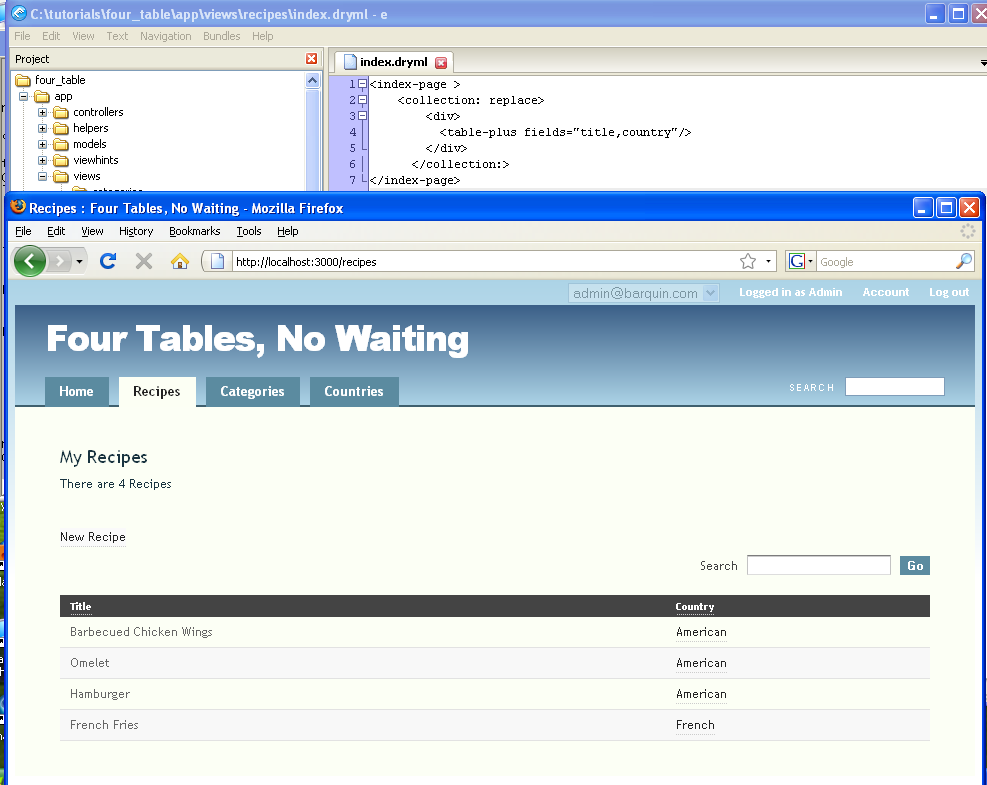 C:\tutorials\four_table\app\views\recipes\index.dryml - e
File Edit View Text Navigation Bundles Help
Project
index.dryml
four_table
app
controllers
helpers
models
viewhints
views
1 <index-page >
2 <collection: replace>
3 <div>
4 <table-plus fields="title,country"/>
5 </div>
6 </collection:>
7 </index-page>
Recipes : Four Tables, No Waiting - Mozilla Firefox
File Edit View History Bookmarks Tools Help
http://localhost:3000/recipes
G Google
admin@barquin.com Logged in as Admin Account Log out
Four Tables, No Waiting
Home Recipes Categories Countries SEARCH
My Recipes
There are 4 Recipes
New Recipe
Search Go
Title Country
Barbecued Chicken Wings American
Omelet American
Hamburger American
French Fries French